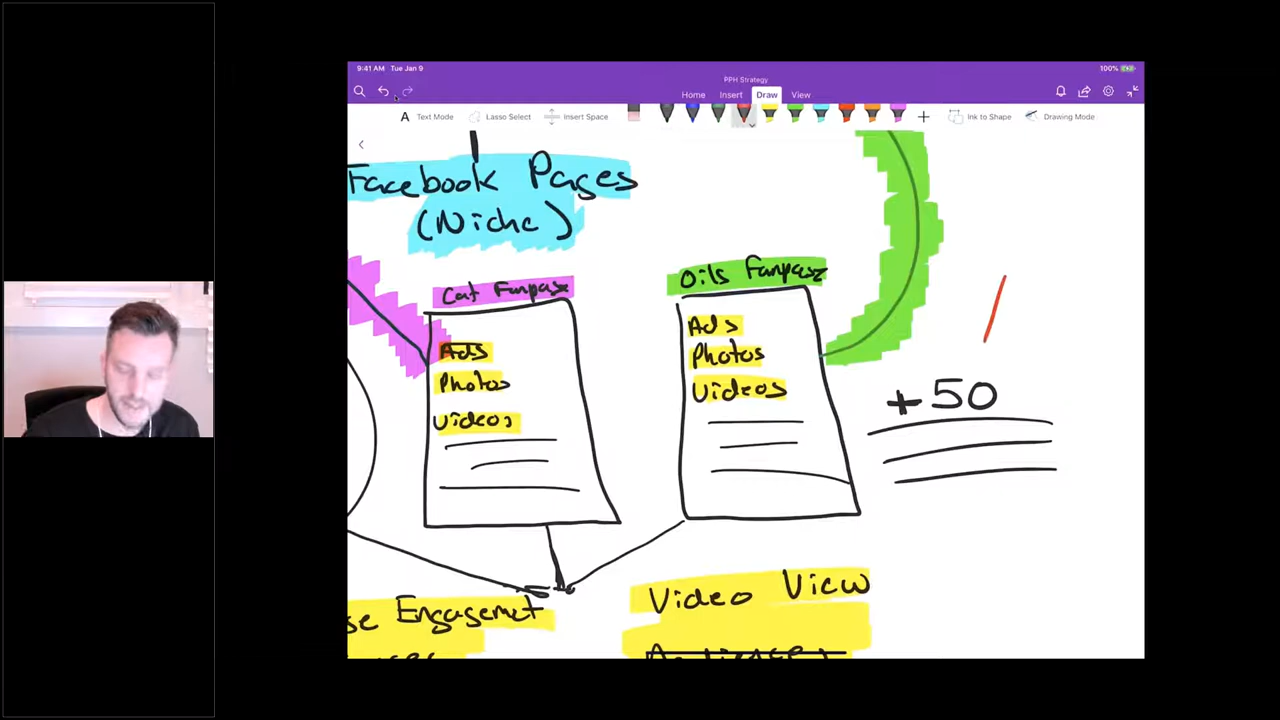 9:41 AM Tue Jan 9
100%
PPH Strategy
Home Insert Draw View
A Text Mode Lasso Select Insert Space Ink to Shape Drawing Mode
Facebook Pages
(Niche)
Cat Fanpage
Ads
Photos
Videos
Oils Fanpage
Ads
Photos
Videos
+50
se Engagemet
Video View